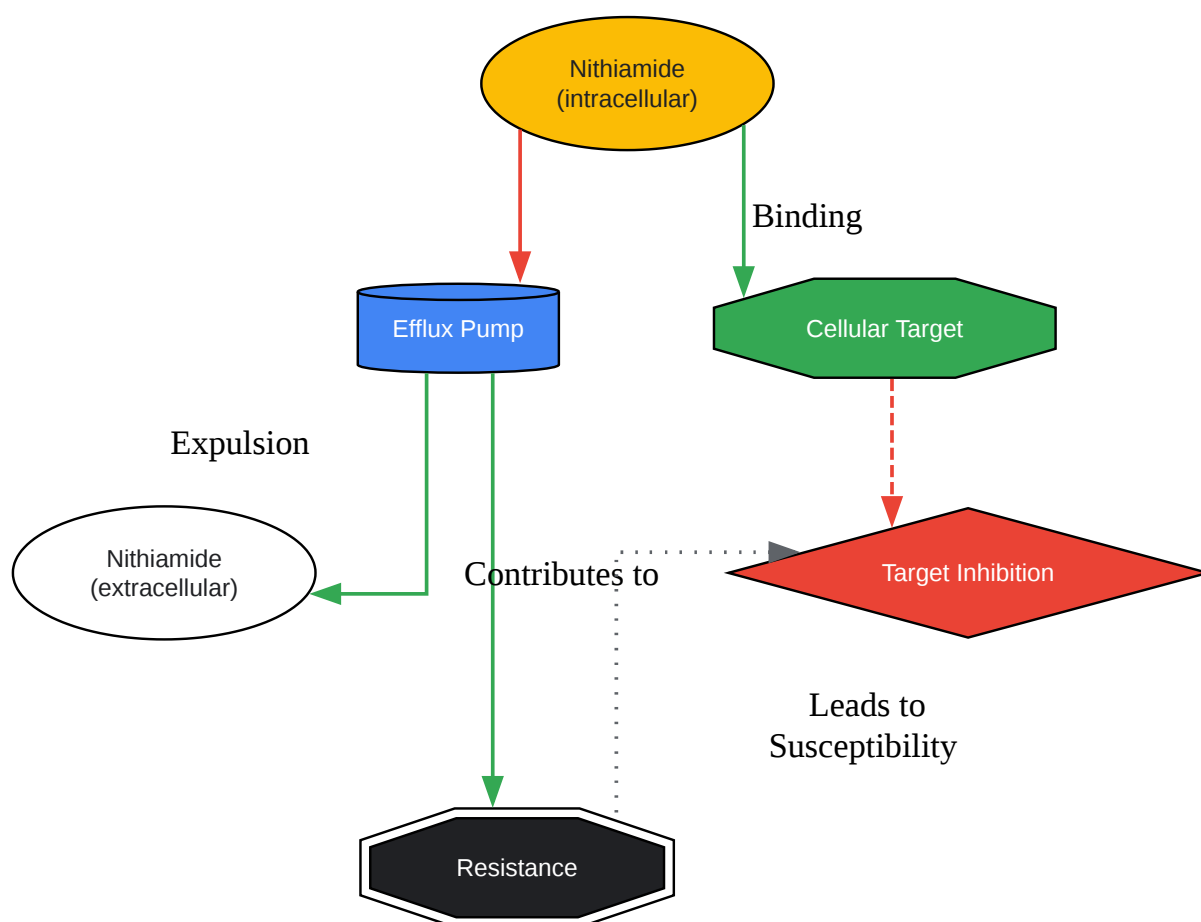 Nithiamide
(intracellular)
Binding
Efflux Pump
Cellular Target
Expulsion
Nithiamide
(extracellular)
Contributes to
Target Inhibition
Leads to
Susceptibility
Resistance